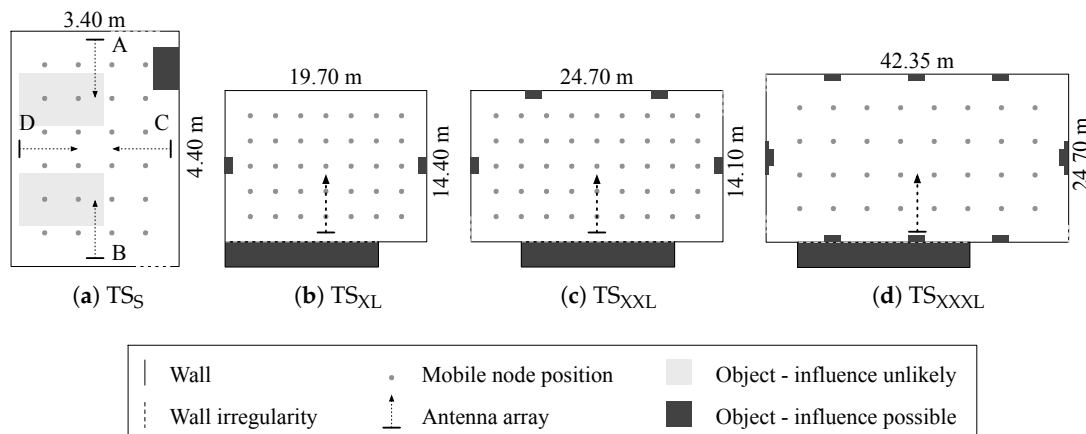 3.40 m
A
D
C
B
4.40 m
(a) TSS
19.70 m
14.40 m
(b) TSXL
24.70 m
14.10 m
(c) TSXXL
42.35 m
24.70 m
(d) TSXXXL
Wall
Mobile node position
Object - influence unlikely
Wall irregularity
Antenna array
Object - influence possible